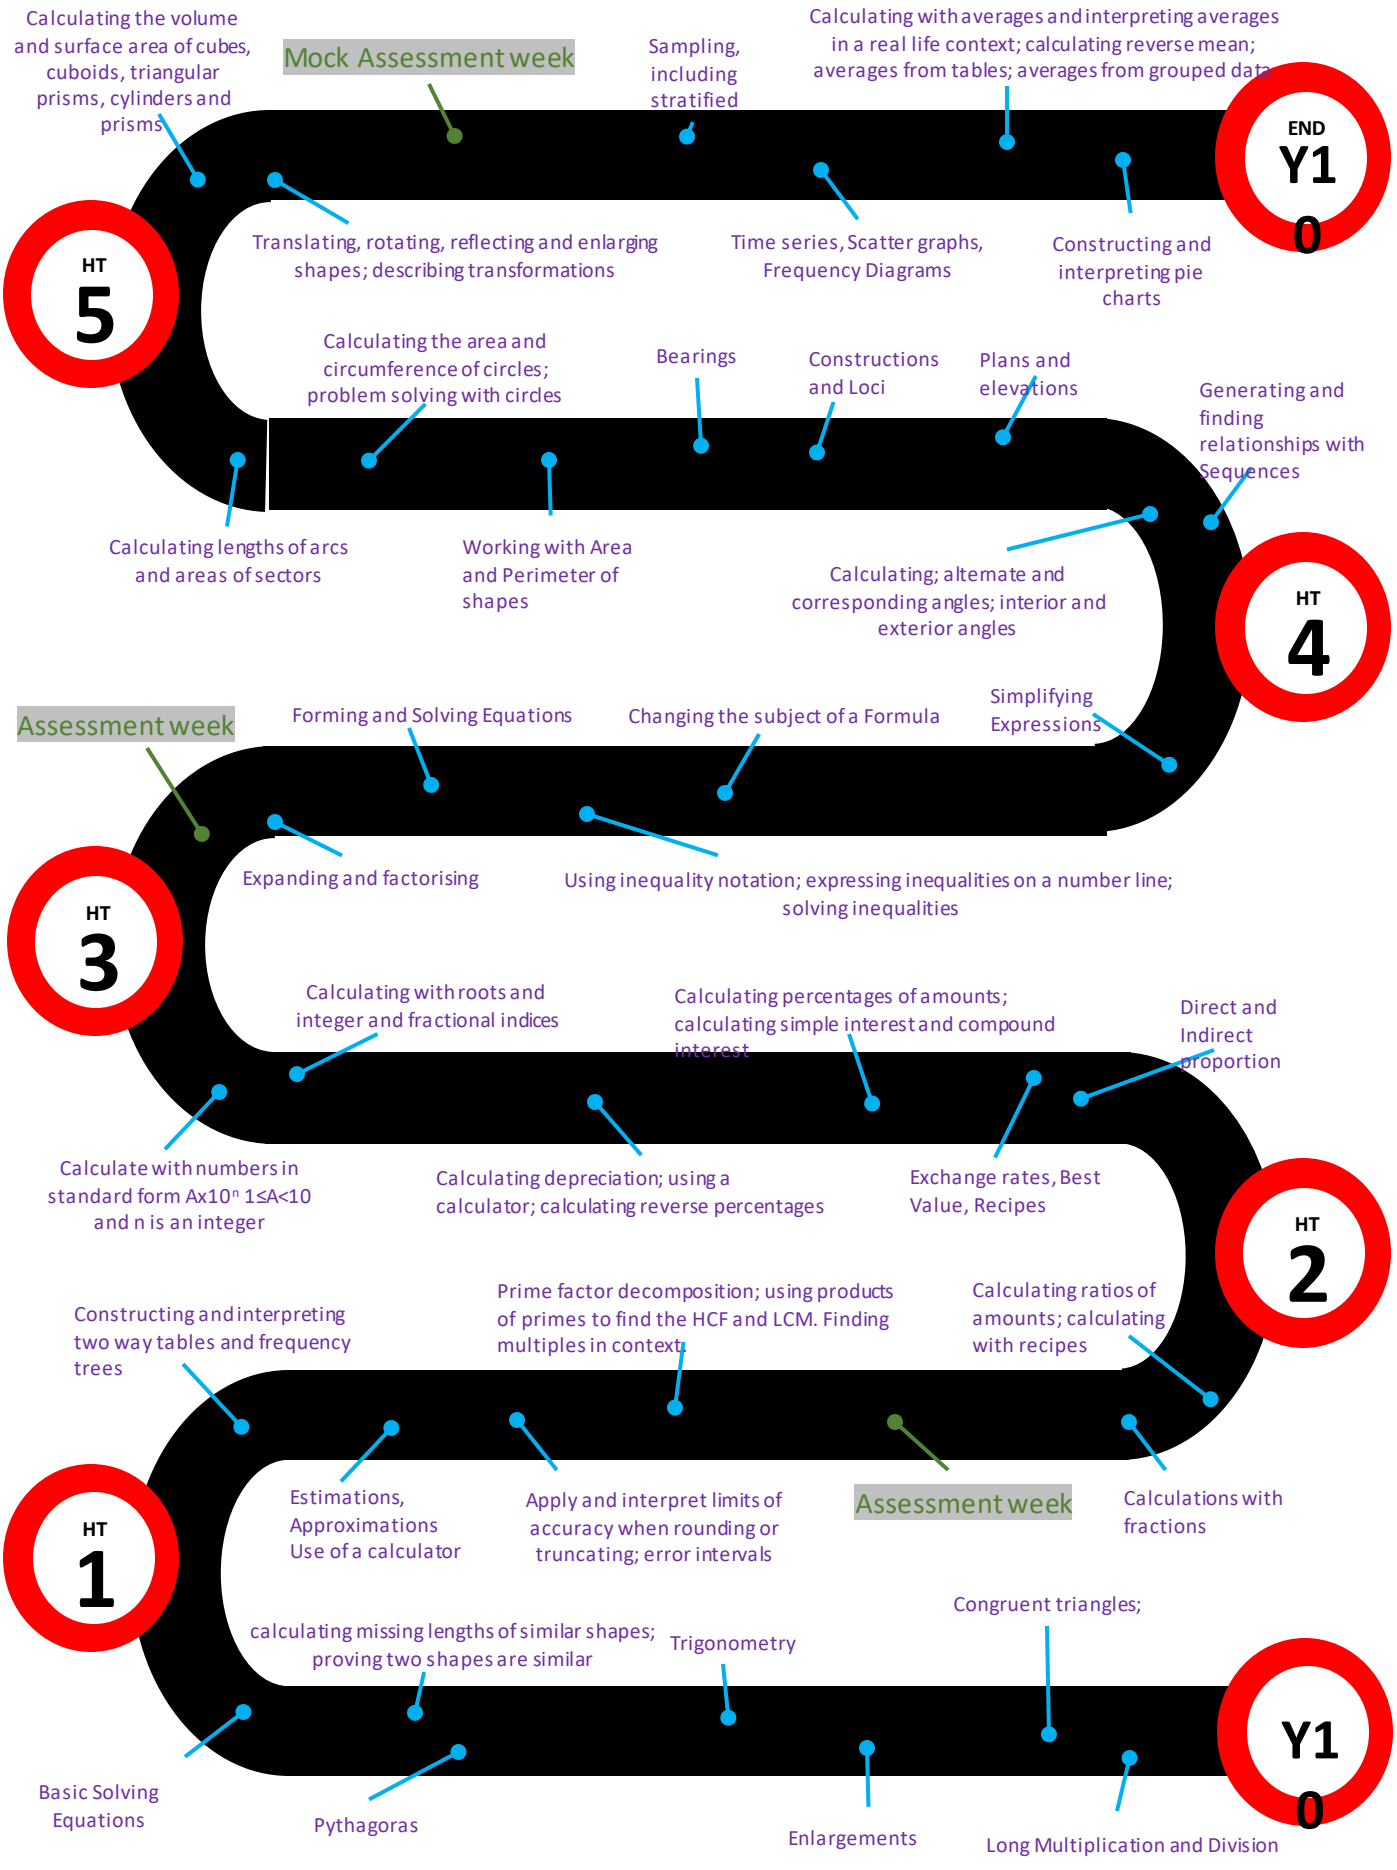 Calculating the volume
and surface area of cubes,
cuboids, triangular
prisms, cylinders and
prisms
Mock Assessment week
Sampling,
including
stratified
Calculating with averages and interpreting averages
in a real life context; calculating reverse mean;
averages from tables; averages from grouped data
END
Y1
0
HT
5
Translating, rotating, reflecting and enlarging
shapes; describing transformations
Time series, Scatter graphs,
Frequency Diagrams
Constructing and
interpreting pie
charts
Calculating the area and
circumference of circles;
problem solving with circles
Bearings
Constructions
and Loci
Plans and
elevations
Generating and
finding
relationships with
Sequences
Calculating lengths of arcs
and areas of sectors
Working with Area
and Perimeter of
shapes
Calculating; alternate and
corresponding angles; interior and
exterior angles
HT
4
Assessment week
Forming and Solving Equations
Changing the subject of a Formula
Simplifying
Expressions
Expanding and factorising
Using inequality notation; expressing inequalities on a number line;
solving inequalities
HT
3
Calculating with roots and
integer and fractional indices
Calculating percentages of amounts;
calculating simple interest and compound
interest
Direct and
Indirect
proportion
Calculate with numbers in
standard form Ax10ⁿ 1≤A<10
and n is an integer
Calculating depreciation; using a
calculator; calculating reverse percentages
Exchange rates, Best
Value, Recipes
HT
2
Constructing and interpreting
two way tables and frequency
trees
Prime factor decomposition; using products
of primes to find the HCF and LCM. Finding
multiples in context.
Calculating ratios of
amounts; calculating
with recipes
HT
1
Estimations,
Approximations
Use of a calculator
Apply and interpret limits of
accuracy when rounding or
truncating; error intervals
Assessment week
Calculations with
fractions
calculating missing lengths of similar shapes;
proving two shapes are similar
Trigonometry
Congruent triangles;
Y1
0
Basic Solving
Equations
Pythagoras
Enlargements
Long Multiplication and Division